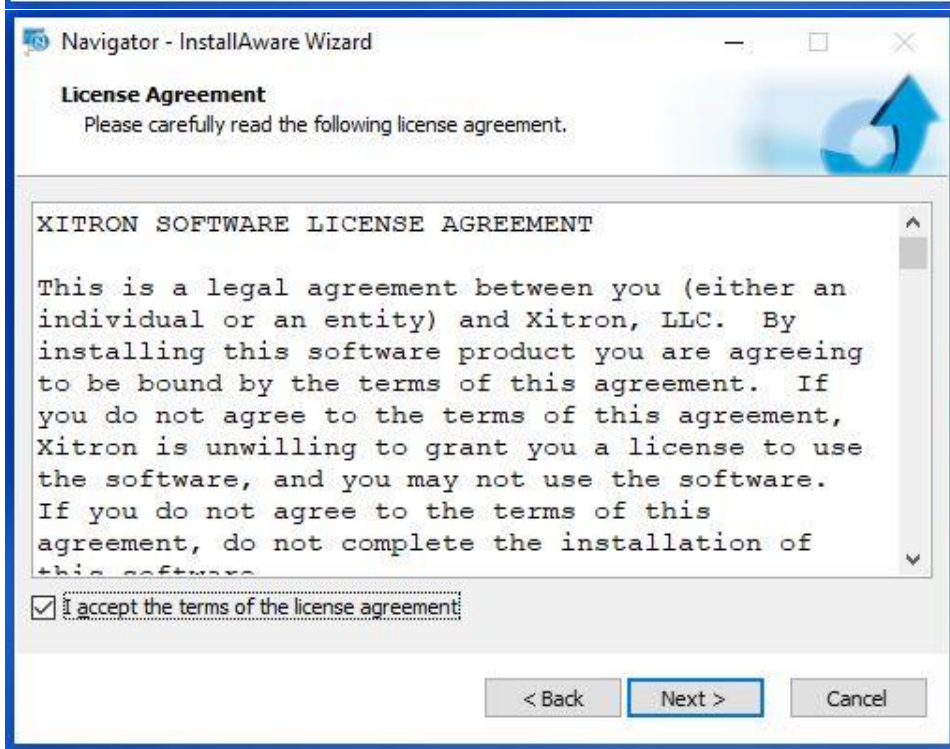 Navigator - InstallAware Wizard
License Agreement
Please carefully read the following license agreement.
XITRON SOFTWARE LICENSE AGREEMENT
This is a legal agreement between you (either an
individual or an entity) and Xitron, LLC.  By
installing this software product you are agreeing
to be bound by the terms of this agreement.  If
you do not agree to the terms of this agreement,
Xitron is unwilling to grant you a license to use
the software, and you may not use the software.
If you do not agree to the terms of this
agreement, do not complete the installation of
this software
I accept the terms of the license agreement
< Back Next > Cancel